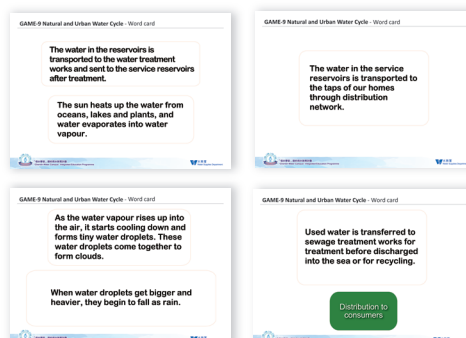 GAME-9 Natural and Urban Water Cycle - Word card
The water in the reservoirs is
transported to the water treatment
works and sent to the service reservoirs
after treatment.
The sun heats up the water from
oceans, lakes and plants, and
water evaporates into water
vapour.
GAME-9 Natural and Urban Water Cycle - Word card
The water in the service
reservoirs is transported to
the taps of our homes
through distribution
network.
GAME-9 Natural and Urban Water Cycle - Word card
As the water vapour rises up into
the air, it starts cooling down and
forms tiny water droplets. These
water droplets come together to
form clouds.
When water droplets get bigger and
heavier, they begin to fall as rain.
GAME-9 Natural and Urban Water Cycle - Word card
Used water is transferred to
sewage treatment works for
treatment before discharged
into the sea or for recycling.
Distribution to
consumers